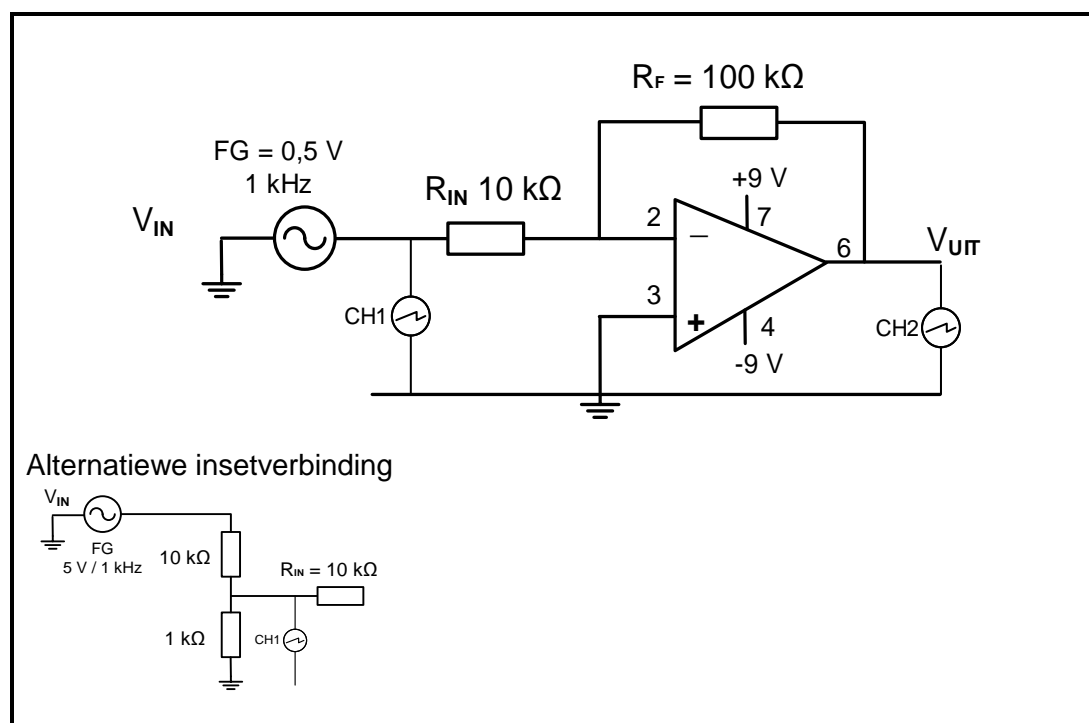 R_F = 100 kΩ
FG = 0,5 V
1 kHz
R_IN 10 kΩ
+9 V
V_IN
2
7
–
6
V_UIT
3
CH1
+
4
CH2
-9 V
Alternatiewe insetverbinding
V_IN
FG
5 V / 1 kHz
10 kΩ
R_IN = 10 kΩ
1 kΩ
CH1